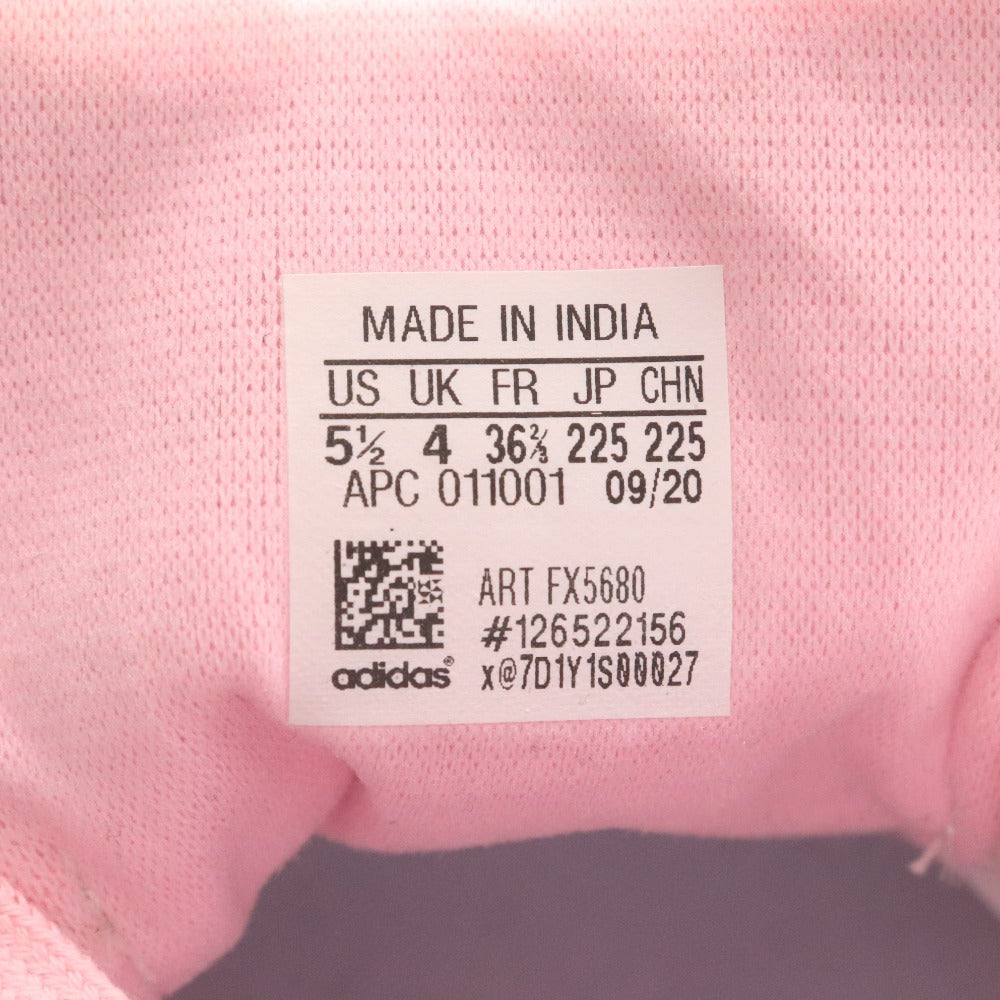 MADE IN INDIA
US UK FR JP CHN
5½ 4 36⅔ 225 225
APC 011001 09/20
ART FX5680
#126522156
adidas® x@7D1Y1S00027